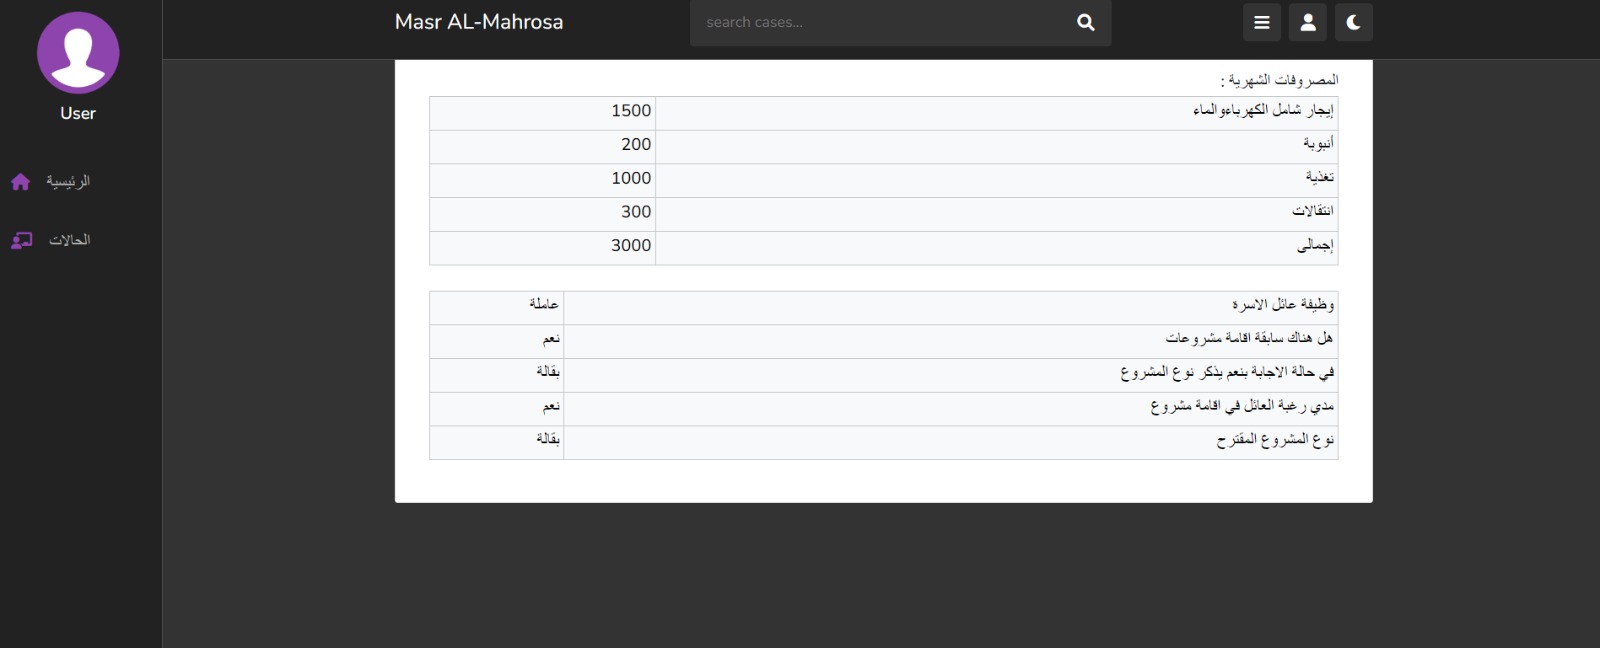 Masr AL-Mahrosa
search cases...
User
الرئيسية
الحالات
المصروفات الشهرية :
إيجار شامل الكهرباءوالماء 1500
أنبوبة 200
تغذية 1000
انتقالات 300
إجمالى 3000
وظيفة عائل الاسرة عاملة
هل هناك سابقة اقامة مشروعات نعم
في حالة الاجابة بنعم يذكر نوع المشروع بقالة
مدي رغبة العائل في اقامة مشروع نعم
نوع المشروع المقترح بقالة